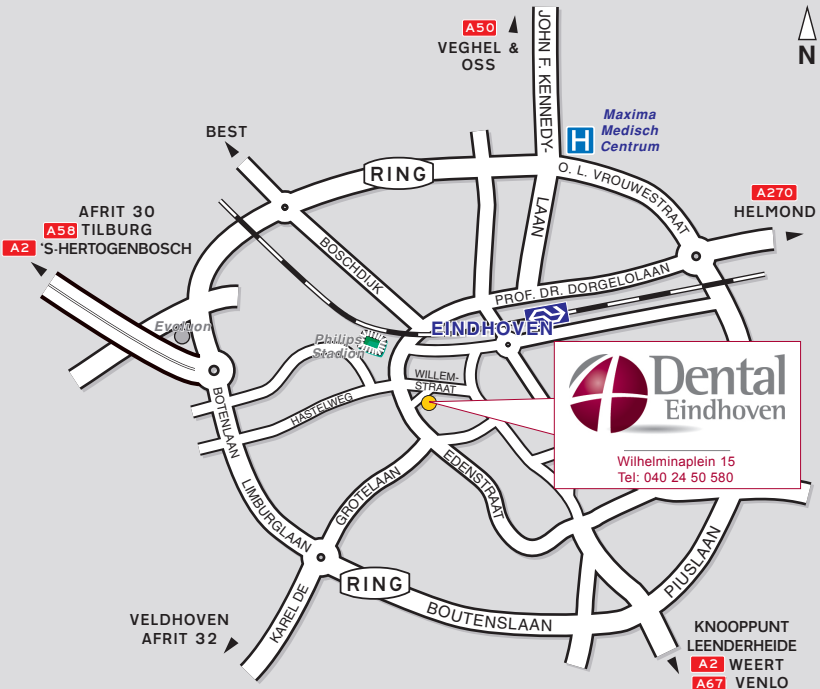 A50
VEGHEL &
OSS
JOHN F. KENNEDY-
LAAN
N
Maxima
Medisch
Centrum
H
BEST
RING
O. L. VROUWESTRAAT
A270
HELMOND
AFRIT 30
A58 TILBURG
A2 'S-HERTOGENBOSCH
BOSCHDIJK
PROF. DR. DORGELOLAAN
Evoluon
Philips
Stadion
EINDHOVEN
WILLEM-
STRAAT
HASTELWEG
BOTENLAAN
Dental
Eindhoven
Wilhelminaplein 15
Tel: 040 24 50 580
LIMBURGLAAN
GROTELAAN
EDENSTRAAT
KAREL DE
RING
BOUTENSLAAN
PIUSLAAN
VELDHOVEN
AFRIT 32
KNOOPPUNT
LEENDERHEIDE
A2 WEERT
A67 VENLO